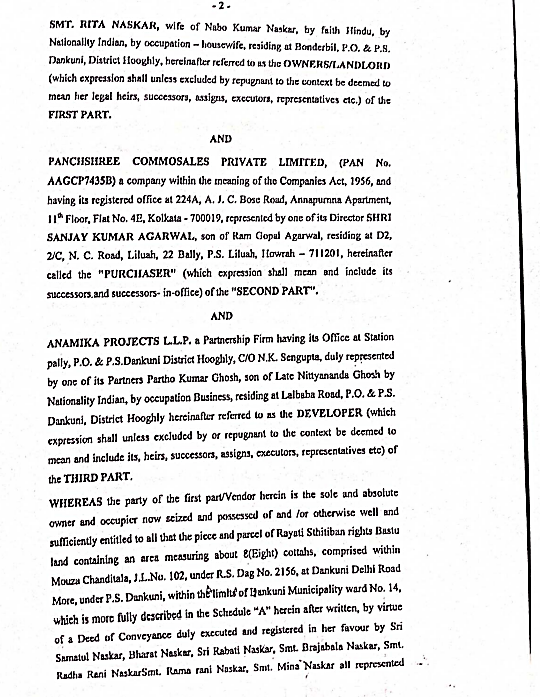 - 2 -
SMT. RITA NASKAR, wife of Nabo Kumar Naskar, by faith Hindu, by
Nationality Indian, by occupation – housewife, residing at Bonderbil, P.O. & P.S.
Dankuni, District Hooghly, hereinafter referred to as the OWNERS/LANDLORD
(which expression shall unless excluded by repugnant to the context be deemed to
mean her legal heirs, successors, assigns, executors, representatives etc.) of the
FIRST PART.
AND
PANCHSHREE COMMOSALES PRIVATE LIMITED, (PAN No.
AAGCP7435B) a company within the meaning of the Companies Act, 1956, and
having its registered office at 224A, A. J. C. Bose Road, Annapurna Apartment,
11th Floor, Flat No. 4E, Kolkata - 700019, represented by one of its Director SHRI
SANJAY KUMAR AGARWAL, son of Ram Gopal Agarwal, residing at D2,
2/C, N. C. Road, Liluah, 22 Bally, P.S. Liluah, Howrah – 711201, hereinafter
called the "PURCHASER" (which expression shall mean and include its
successors.and successors- in-office) of the "SECOND PART".
AND
ANAMIKA PROJECTS L.L.P. a Partnership Firm having its Office at Station
pally, P.O. & P.S.Dankuni District Hooghly, C/O N.K. Sengupta, duly represented
by one of its Partners Partho Kumar Ghosh, son of Late Nittyananda Ghosh by
Nationality Indian, by occupation Business, residing at Lalbaba Road, P.O. & P.S.
Dankuni, District Hooghly hereinafter referred to as the DEVELOPER (which
expression shall unless excluded by or repugnant to the context be deemed to
mean and include its, heirs, successors, assigns, executors, representatives etc) of
the THIRD PART.
WHEREAS the party of the first part/Vendor herein is the sole and absolute
owner and occupier now seized and possessed of and /or otherwise well and
sufficiently entitled to all that the piece and parcel of Rayati Sthitiban rights Bastu
land containing an area measuring about 8(Eight) cottahs, comprised within
Mouza Chanditala, J.L.No. 102, under R.S. Dag No. 2156, at Dankuni Delhi Road
More, under P.S. Dankuni, within the limits of Dankuni Municipality ward No. 14,
which is more fully described in the Schedule "A" herein after written, by virtue
of a Deed of Conveyance duly executed and registered in her favour by Sri
Samatul Naskar, Bharat Naskar, Sri Rabati Naskar, Smt. Brajabala Naskar, Smt.
Radha Rani NaskarSmt. Rama rani Naskar, Smt. Mina Naskar all represented